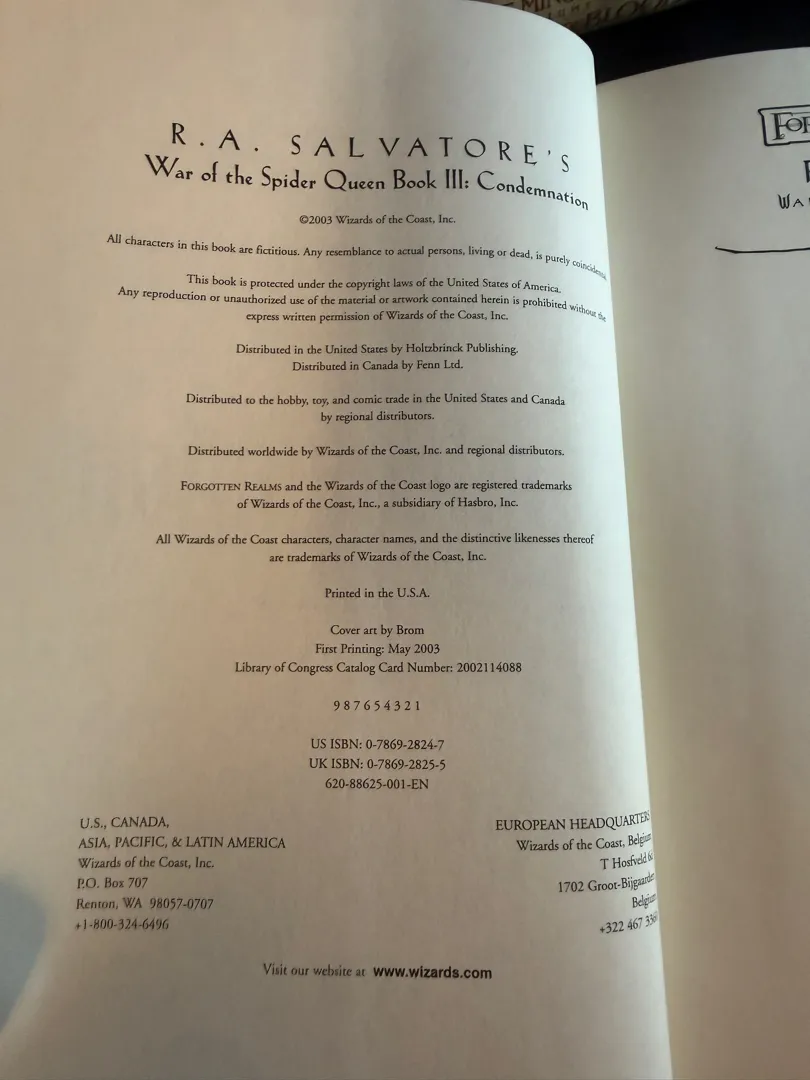 R.A. SALVATORE'S
War of the Spider Queen Book III: Condemnation
©2003 Wizards of the Coast, Inc.
All characters in this book are fictitious. Any resemblance to actual persons, living or dead, is purely coincidental
This book is protected under the copyright laws of the United States of America.
Any reproduction or unauthorized use of the material or artwork contained herein is prohibited without the
express written permission of Wizards of the Coast, Inc.
Distributed in the United States by Holtzbrinck Publishing.
Distributed in Canada by Fenn Ltd.
Distributed to the hobby, toy, and comic trade in the United States and Canada
by regional distributors.
Distributed worldwide by Wizards of the Coast, Inc. and regional distributors.
FORGOTTEN REALMS and the Wizards of the Coast logo are registered trademarks
of Wizards of the Coast, Inc., a subsidiary of Hasbro, Inc.
All Wizards of the Coast characters, character names, and the distinctive likenesses thereof
are trademarks of Wizards of the Coast, Inc.
Printed in the U.S.A.
Cover art by Brom
First Printing: May 2003
Library of Congress Catalog Card Number: 2002114088
9 8 7 6 5 4 3 2 1
US ISBN: 0-7869-2824-7
UK ISBN: 0-7869-2825-5
620-88625-001-EN
U.S., CANADA,
ASIA, PACIFIC, & LATIN AMERICA
Wizards of the Coast, Inc.
P.O. Box 707
Renton, WA 98057-0707
+1-800-324-6496
EUROPEAN HEADQUARTERS
Wizards of the Coast, Belgium
T Hosfveld
1702 Groot-Bijgaarden
Belgium
+322 467
Visit our website at www.wizards.com